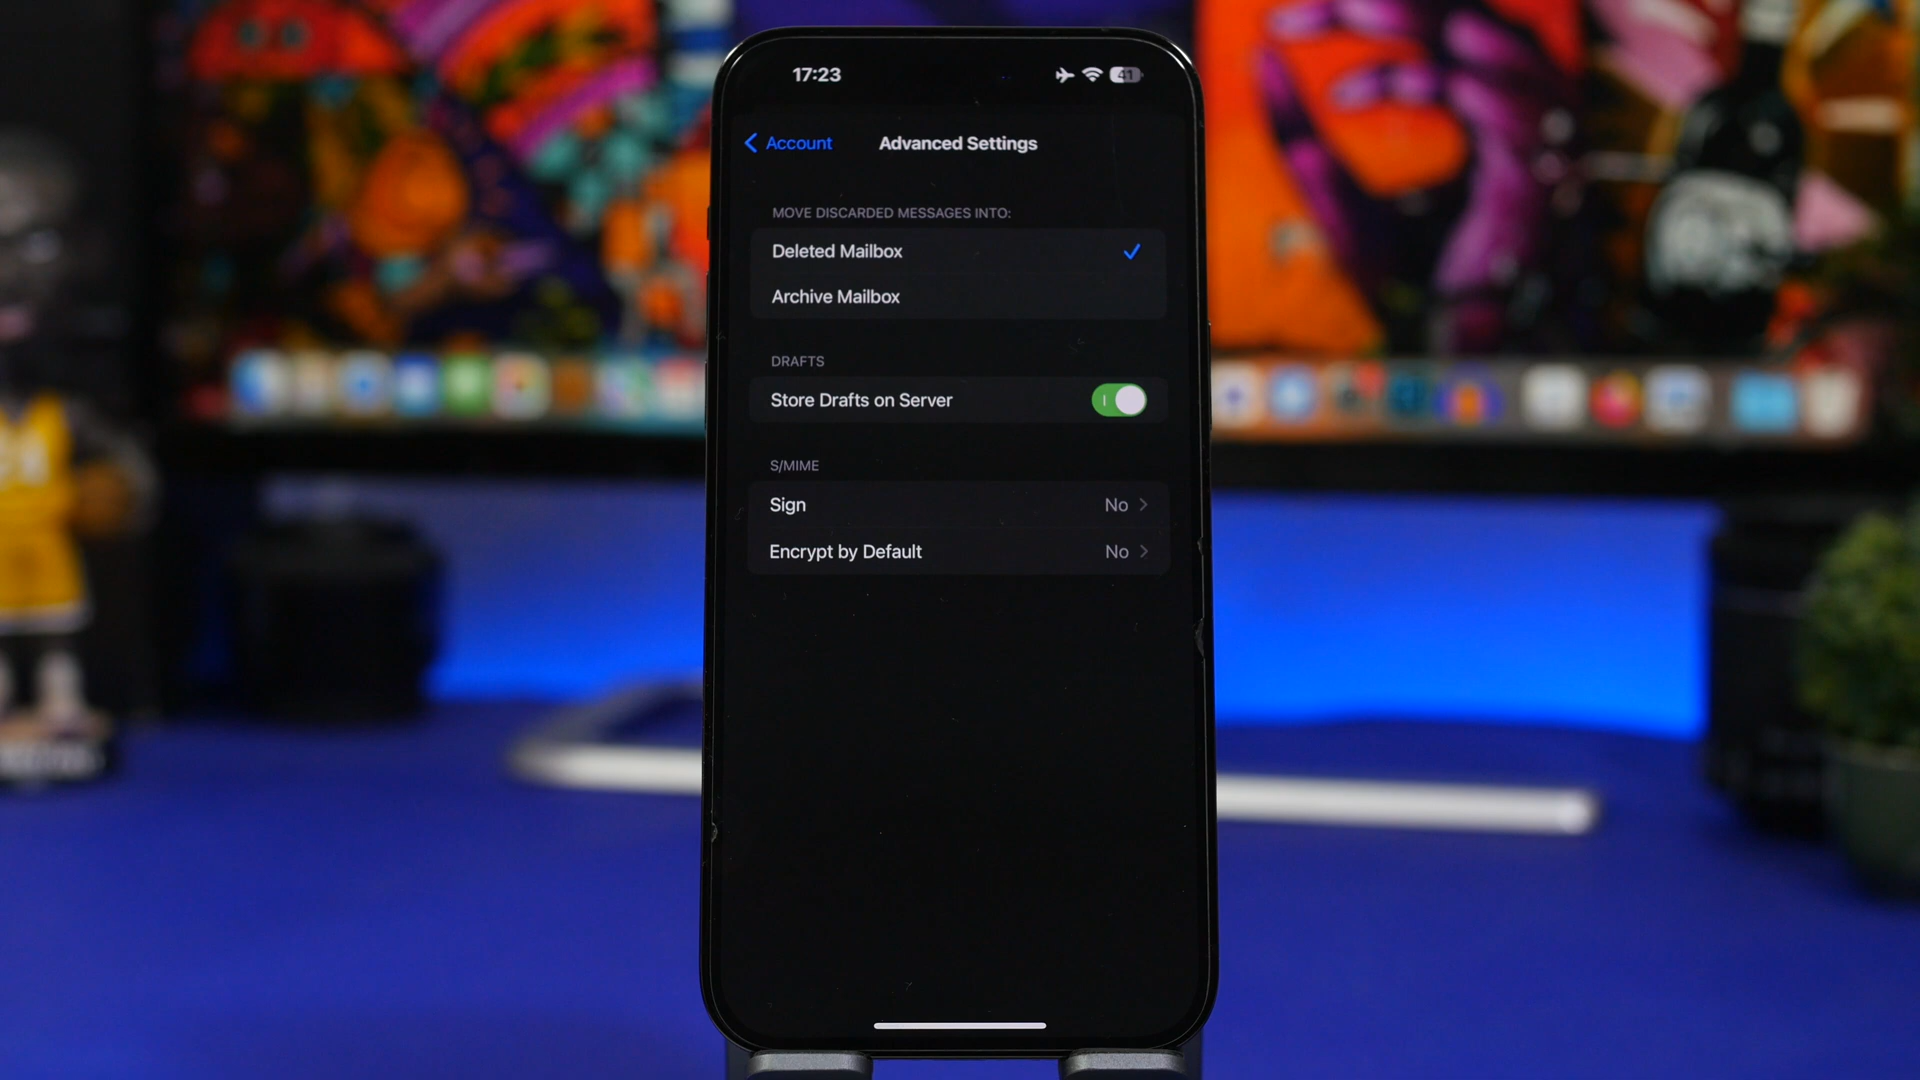 17:23
41
Account
Advanced Settings
MOVE DISCARDED MESSAGES INTO:
Deleted Mailbox
Archive Mailbox
DRAFTS
Store Drafts on Server
S/MIME
Sign
No
Encrypt by Default
No